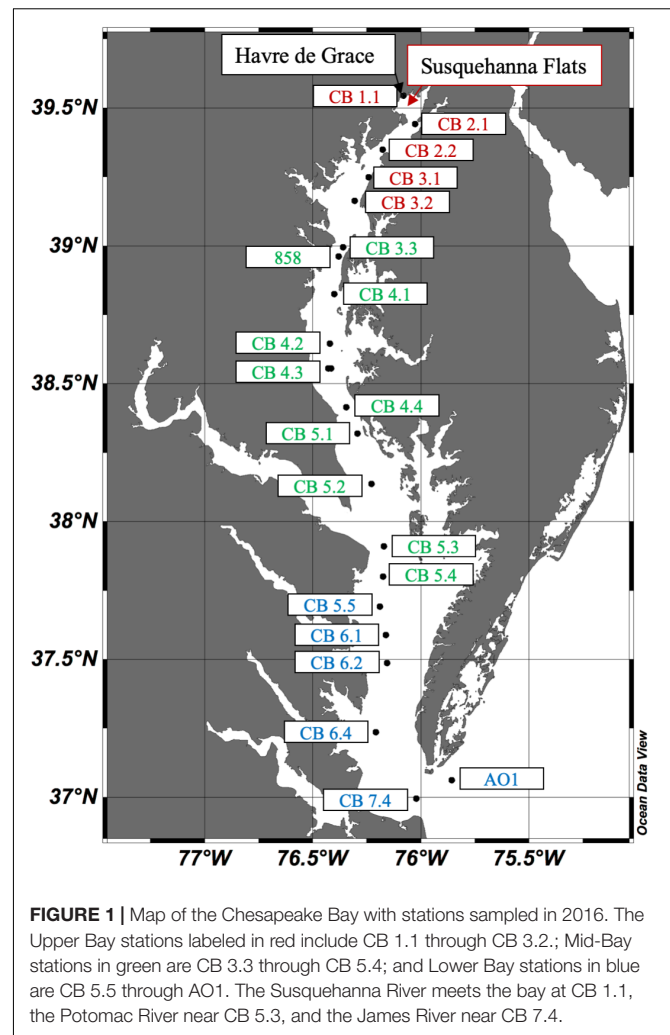 Havre de Grace
Susquehanna Flats
39.5°N
CB 1.1
CB 2.1
CB 2.2
CB 3.1
CB 3.2
39°N
CB 3.3
858
CB 4.1
CB 4.2
38.5°N
CB 4.3
CB 4.4
CB 5.1
CB 5.2
38°N
CB 5.3
CB 5.4
CB 5.5
CB 6.1
37.5°N
CB 6.2
CB 6.4
AO1
37°N
CB 7.4
Ocean Data View
77°W 76.5°W 76°W 75.5°W
FIGURE 1 | Map of the Chesapeake Bay with stations sampled in 2016. The
Upper Bay stations labeled in red include CB 1.1 through CB 3.2.; Mid-Bay
stations in green are CB 3.3 through CB 5.4; and Lower Bay stations in blue
are CB 5.5 through AO1. The Susquehanna River meets the bay at CB 1.1,
the Potomac River near CB 5.3, and the James River near CB 7.4.